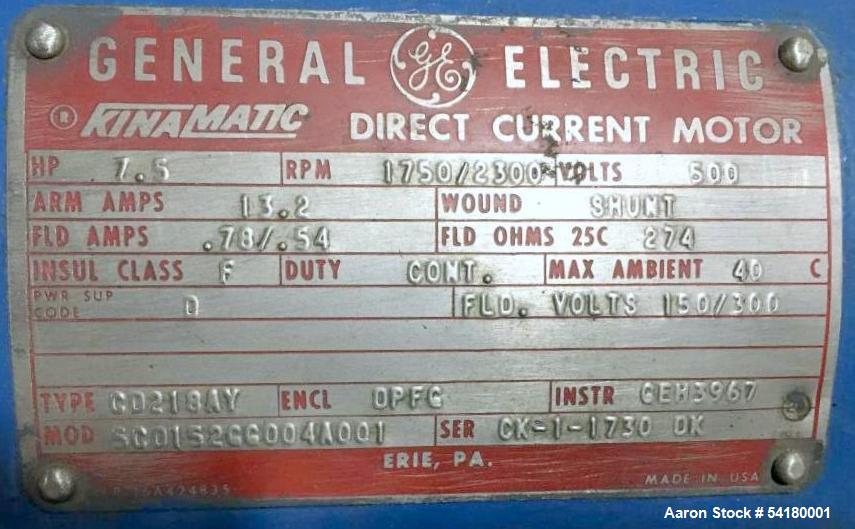 GENERAL GE ELECTRIC
® KINAMATIC DIRECT CURRENT MOTOR
HP 7.5 RPM 1750/2300 VOLTS 500
ARM AMPS 13.2 WOUND SHUNT
FLD AMPS .78/.54 FLD OHMS 25C 274
INSUL CLASS F DUTY CONT. MAX AMBIENT 40 C
PWR SUP
CODE D FLD. VOLTS 150/300
TYPE CD218AY ENCL DPFG INSTR GEH3967
MOD 5CD152CG004A001 SER CK-1-1730 DK
ERIE, PA.
MADE IN USA
Aaron Stock # 54180001